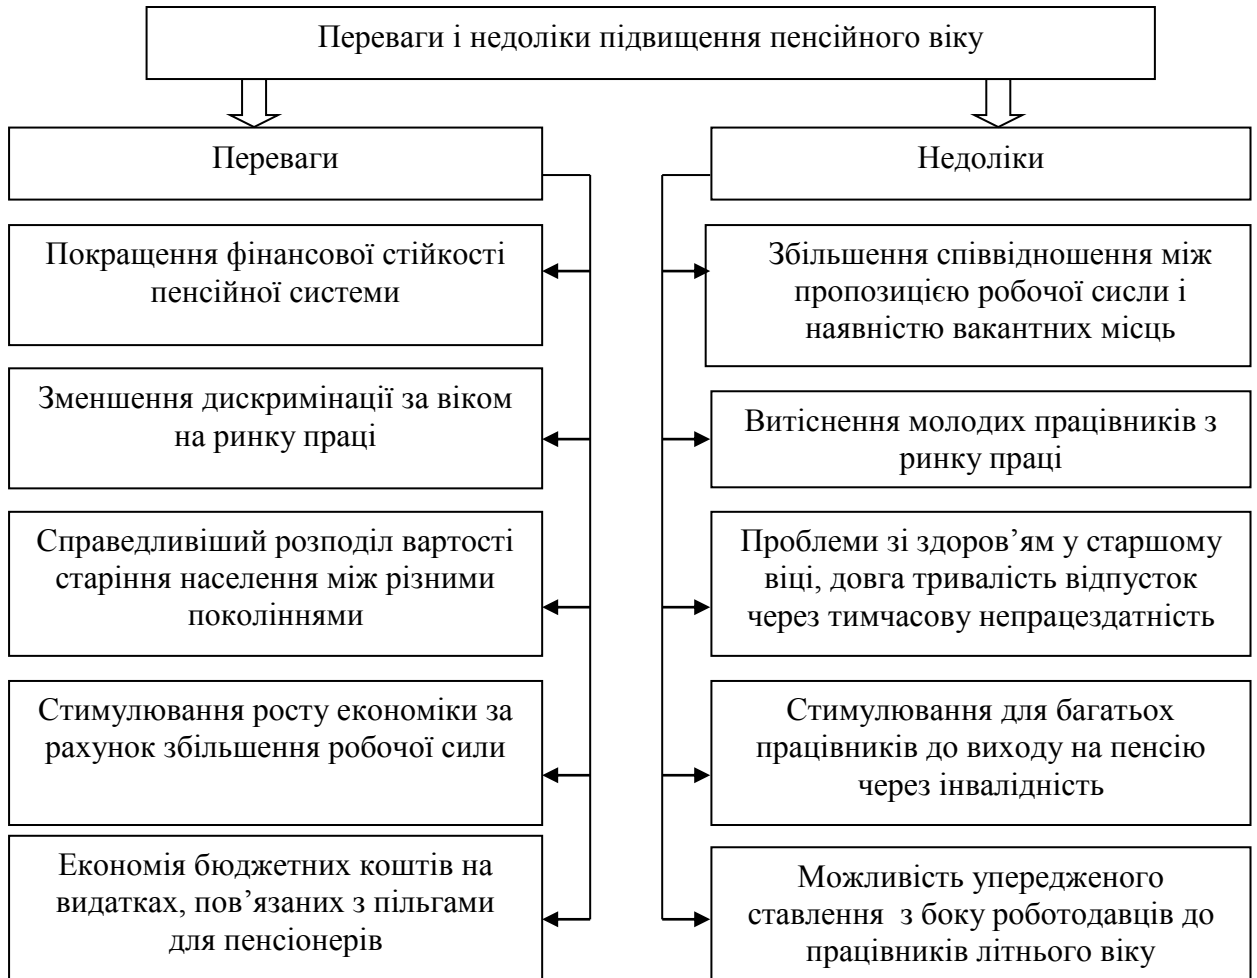 Переваги і недоліки підвищення пенсійного віку
Переваги
Покращення фінансової стійкості
пенсійної системи
Зменшення дискримінації за віком
на ринку праці
Справедливіший розподіл вартості
старіння населення між різними
поколіннями
Стимулювання росту економіки за
рахунок збільшення робочої сили
Економія бюджетних коштів на
видатках, пов’язаних з пільгами
для пенсіонерів
Недоліки
Збільшення співвідношення між
пропозицією робочої сисли і
наявністю вакантних місць
Витіснення молодих працівників з
ринку праці
Проблеми зі здоров’ям у старшому
віці, довга тривалість відпусток
через тимчасову непрацездатність
Стимулювання для багатьох
працівників до виходу на пенсію
через інвалідність
Можливість упередженого
ставлення з боку роботодавців до
працівників літнього віку